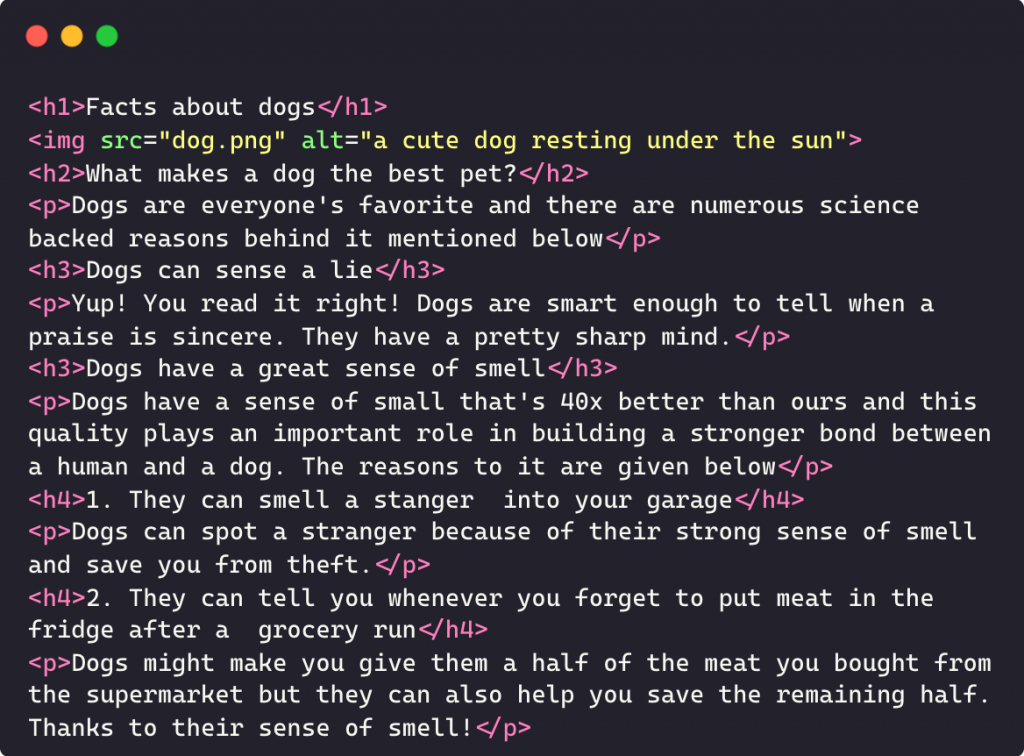 <h1>Facts about dogs</h1>
<img src="dog.png" alt="a cute dog resting under the sun">
<h2>What makes a dog the best pet?</h2>
<p>Dogs are everyone's favorite and there are numerous science
backed reasons behind it mentioned below</p>
<h3>Dogs can sense a lie</h3>
<p>Yup! You read it right! Dogs are smart enough to tell when a
praise is sincere. They have a pretty sharp mind.</p>
<h3>Dogs have a great sense of smell</h3>
<p>Dogs have a sense of small that's 40x better than ours and this
quality plays an important role in building a stronger bond between
a human and a dog. The reasons to it are given below</p>
<h4>1. They can smell a stanger  into your garage</h4>
<p>Dogs can spot a stranger because of their strong sense of smell
and save you from theft.</p>
<h4>2. They can tell you whenever you forget to put meat in the
fridge after a  grocery run</h4>
<p>Dogs might make you give them a half of the meat you bought from
the supermarket but they can also help you save the remaining half.
Thanks to their sense of smell!</p>